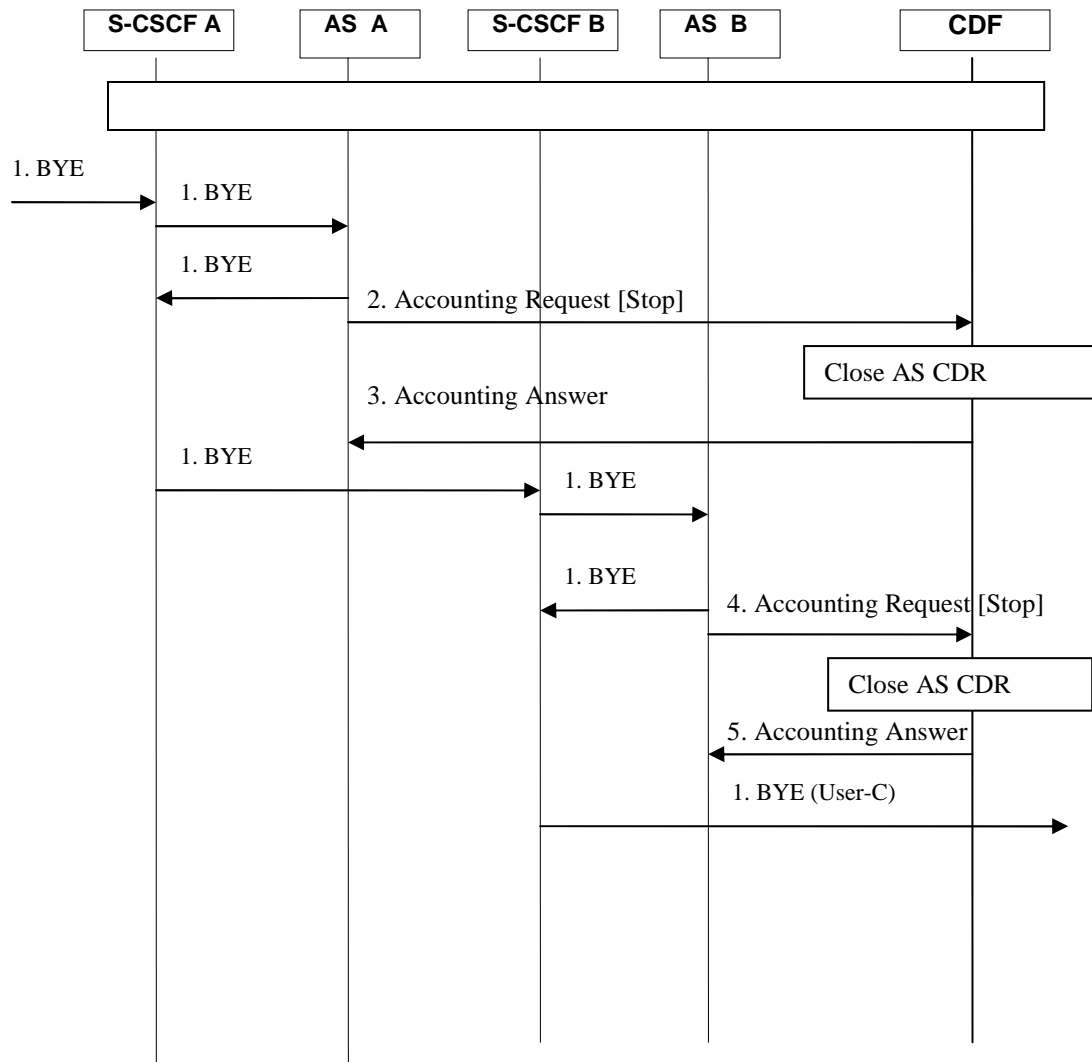 S-CSCF A
AS A
S-CSCF B
AS B
CDF
1. BYE
1. BYE
1. BYE
2. Accounting Request [Stop]
Close AS CDR
3. Accounting Answer
1. BYE
1. BYE
1. BYE
4. Accounting Request [Stop]
Close AS CDR
5. Accounting Answer
1. BYE (User-C)